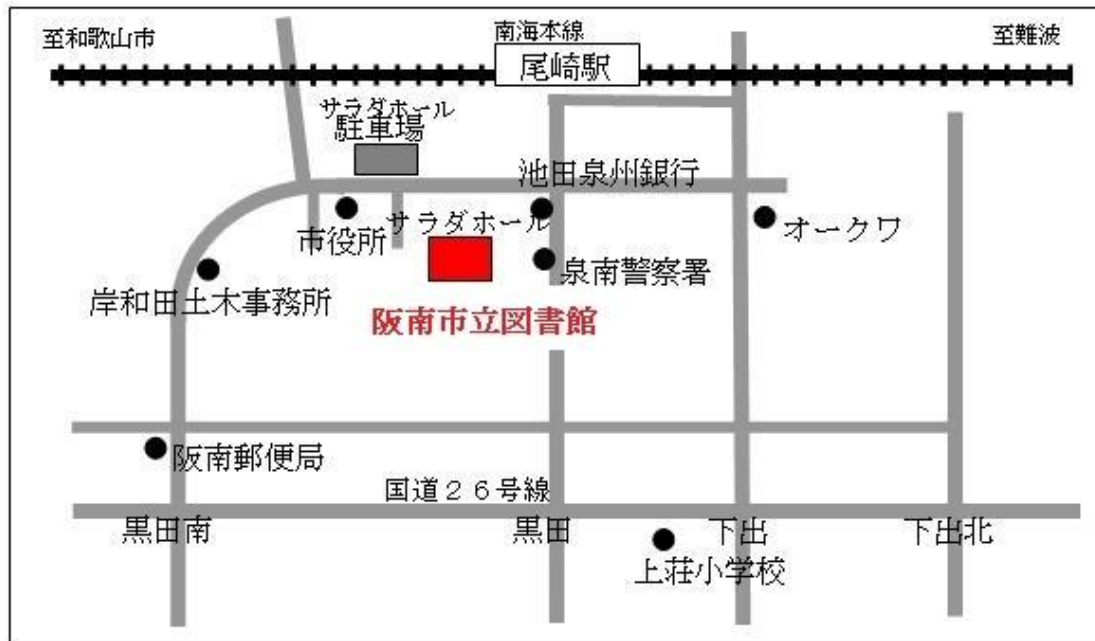 至和歌山市
南海本線
至難波
尾崎駅
サラダホール
駐車場
池田泉州銀行
市役所
サラダホール
オークワ
泉南警察署
岸和田土木事務所
阪南市立図書館
阪南郵便局
国道２６号線
黒田南
黒田
下出
下出北
上荘小学校